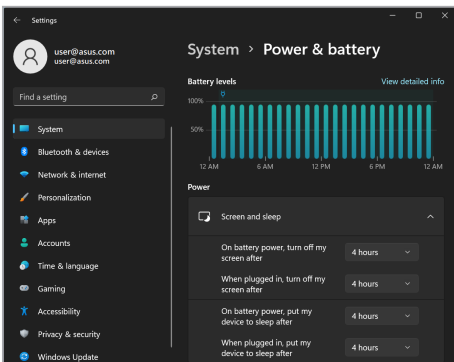 Settings
user@asus.com
user@asus.com
Find a setting
System
Bluetooth & devices
Network & internet
Personalization
Apps
Accounts
Time & language
Gaming
Accessibility
Privacy & security
Windows Update
System > Power & battery
Battery levels
View detailed info
100%
50%
12 AM
6 AM
12 PM
6 PM
12 AM
Power
Screen and sleep
On battery power, turn off my
screen after
4 hours
When plugged in, turn off my
screen after
4 hours
On battery power, put my
device to sleep after
4 hours
When plugged in, put my
device to sleep after
4 hours